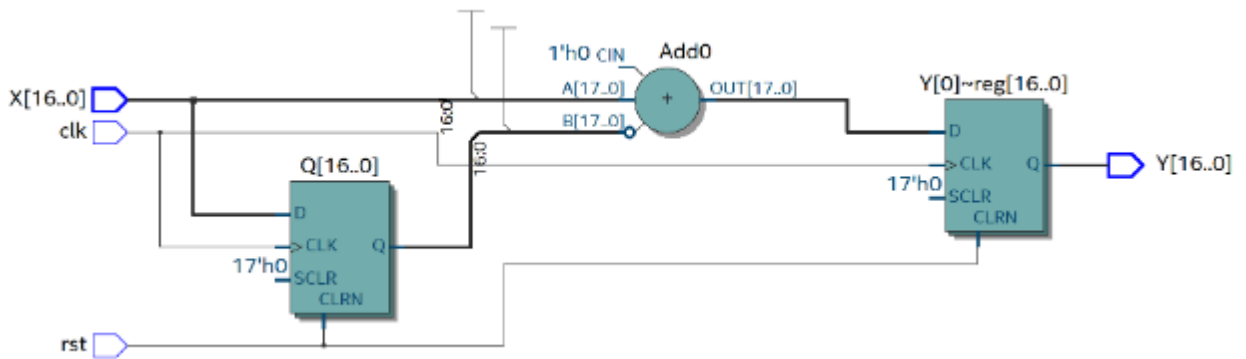 1'h0 CIN
Add0
X[16..0]
A[17..0]
+
OUT[17..0]
Y[0]~reg[16..0]
clk
16:0
B[17..0]
D
16:0
CLK
Q
Y[16..0]
Q[16..0]
17'h0
SCLR
D
CLRN
CLK
Q
17'h0
SCLR
CLRN
rst